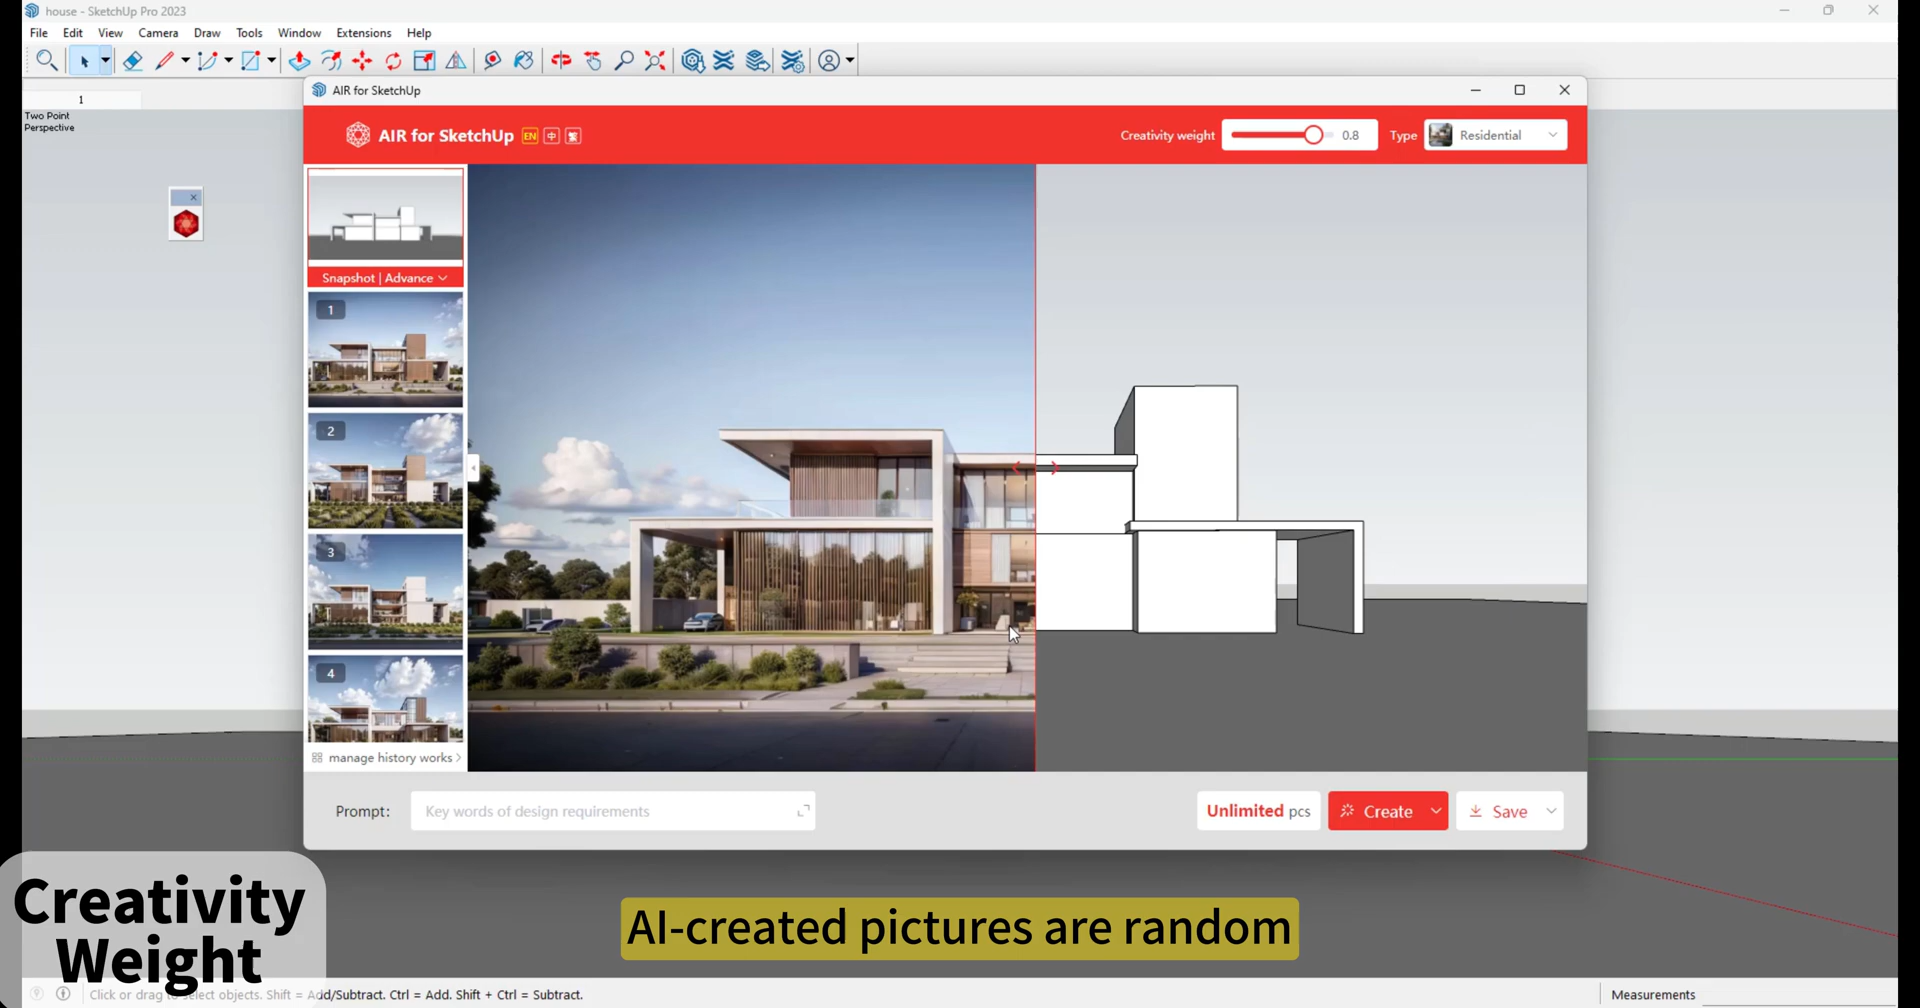 house - SketchUp Pro 2023
File Edit View Camera Draw Tools Window Extensions Help
1
Two Point
Perspective
AIR for SketchUp
AIR for SketchUp EN 中 繁
Creativity weight 0.8 Type Residential
Snapshot | Advance
1
2
3
4
manage history works
Prompt: Key words of design requirements
Unlimited pcs Create Save
Creativity
Weight
AI-created pictures are random
Click or drag to select objects. Shift = Add/Subtract. Ctrl = Add. Shift + Ctrl = Subtract.
Measurements